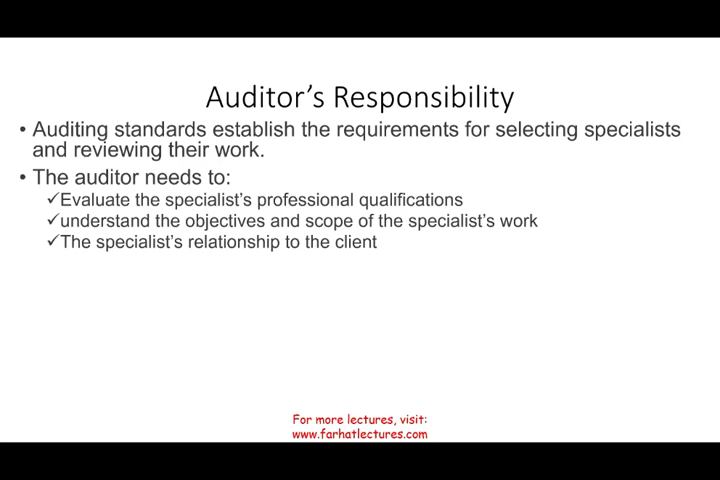 Auditor's Responsibility
• Auditing standards establish the requirements for selecting specialists
and reviewing their work.
• The auditor needs to:
✓Evaluate the specialist's professional qualifications
✓understand the objectives and scope of the specialist's work
✓The specialist's relationship to the client
For more lectures, visit:
www.farhatlectures.com